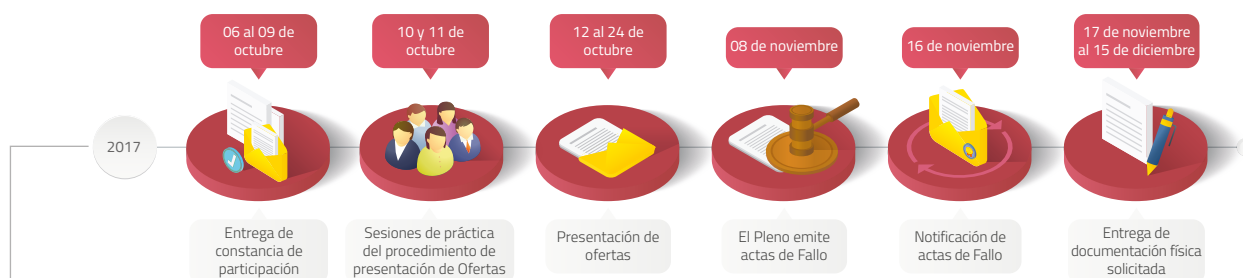 2017
06 al 09 de
octubre
Entrega de
constancia de
participación
10 y 11 de
octubre
Sesiones de práctica
del procedimiento de
presentación de Ofertas
12 al 24 de
octubre
Presentación de
ofertas
08 de noviembre
El Pleno emite
actas de Fallo
16 de noviembre
Notificación de
actas de Fallo
17 de noviembre
al 15 de diciembre
Entrega de
documentación física
solicitada